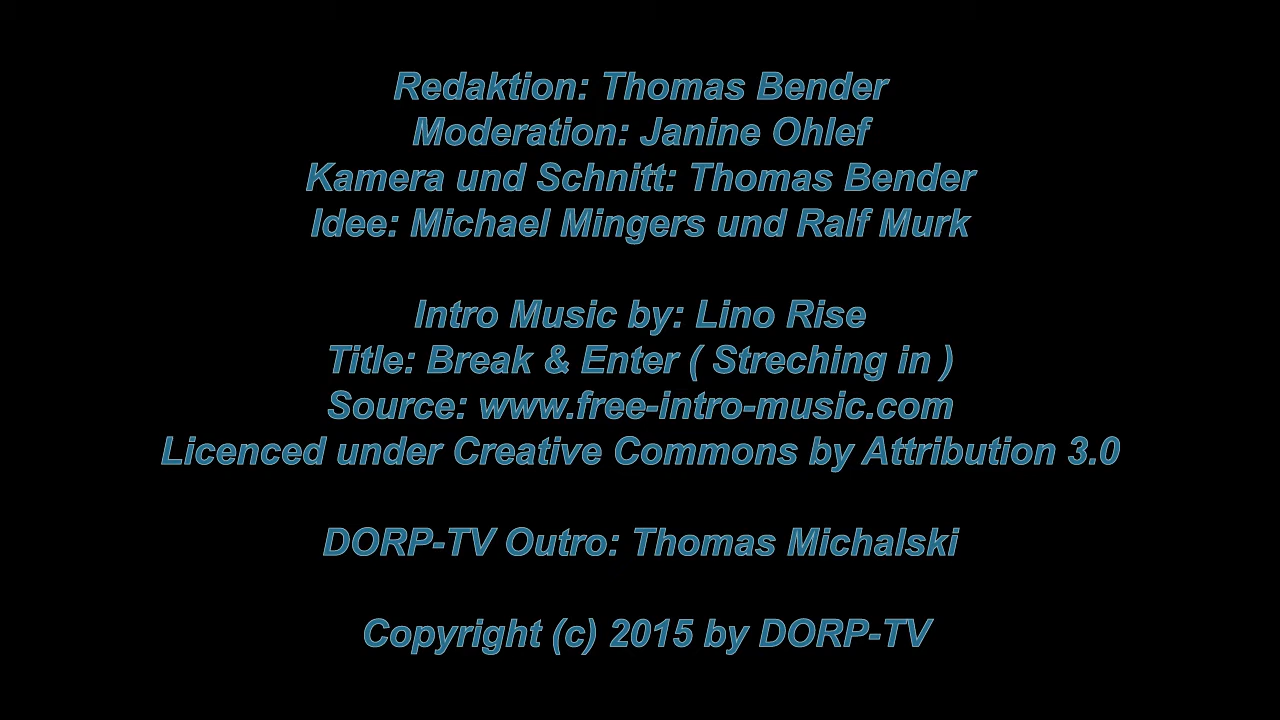 Redaktion: Thomas Bender
Moderation: Janine Ohlef
Kamera und Schnitt: Thomas Bender
Idee: Michael Mingers und Ralf Murk
Intro Music by: Lino Rise
Title: Break & Enter ( Streching in )
Source: www.free-intro-music.com
Licenced under Creative Commons by Attribution 3.0
DORP-TV Outro: Thomas Michalski
Copyright (c) 2015 by DORP-TV